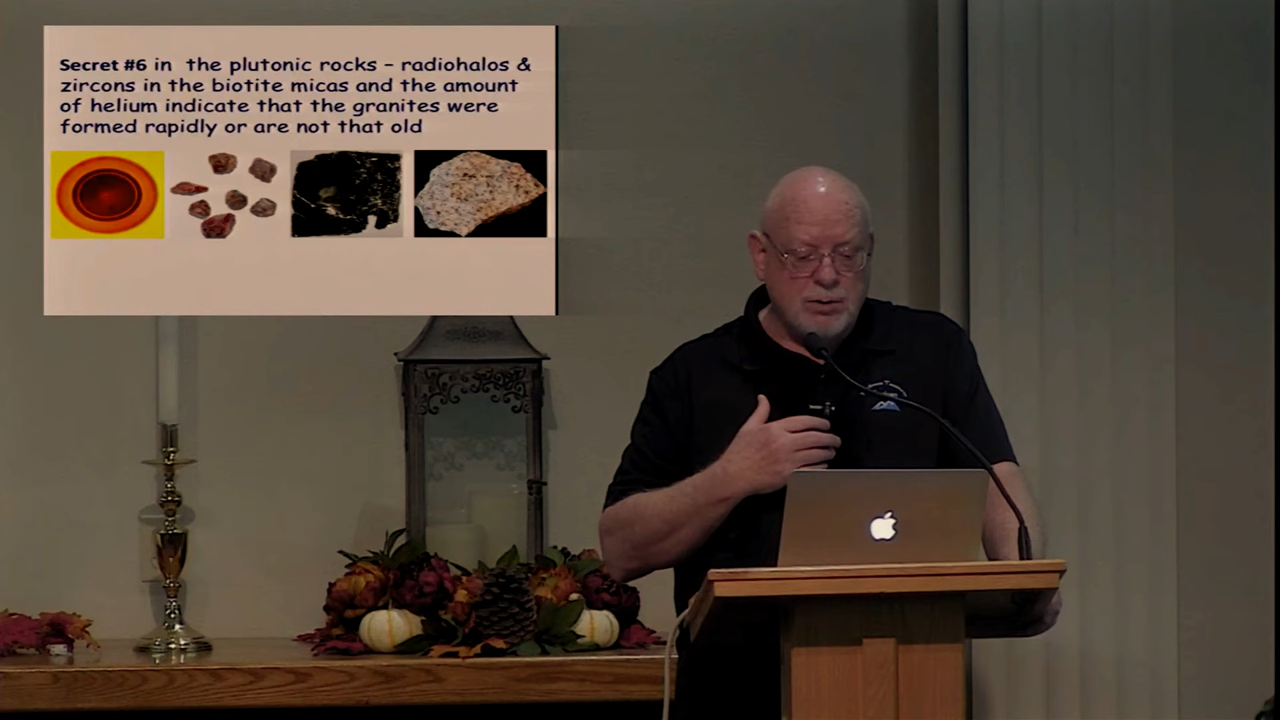 Secret #6 in the plutonic rocks – radiohalos &
zircons in the biotite micas and the amount
of helium indicate that the granites were
formed rapidly or are not that old